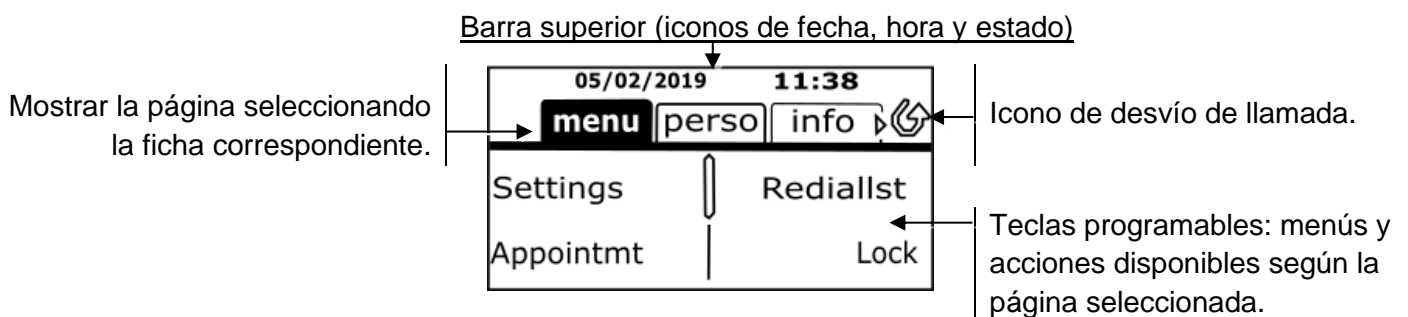 Barra superior (iconos de fecha, hora y estado)
05/02/2019 11:38
Mostrar la página seleccionando
la ficha correspondiente.
menu perso info
Icono de desvío de llamada.
Settings Rediallst
Appointmt Lock
Teclas programables: menús y
acciones disponibles según la
página seleccionada.